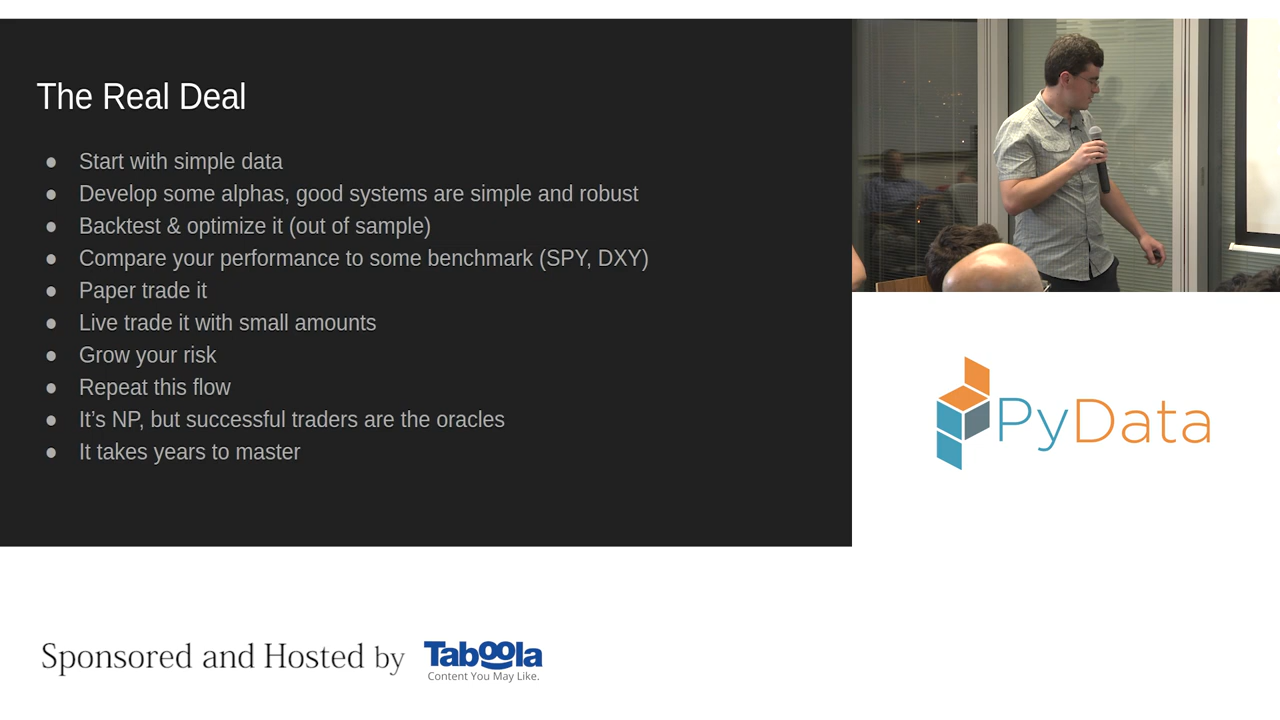 The Real Deal
● Start with simple data
● Develop some alphas, good systems are simple and robust
● Backtest & optimize it (out of sample)
● Compare your performance to some benchmark (SPY, DXY)
● Paper trade it
● Live trade it with small amounts
● Grow your risk
● Repeat this flow
● It’s NP, but successful traders are the oracles
● It takes years to master
PyData
Sponsored and Hosted by Taboola
Content You May Like.